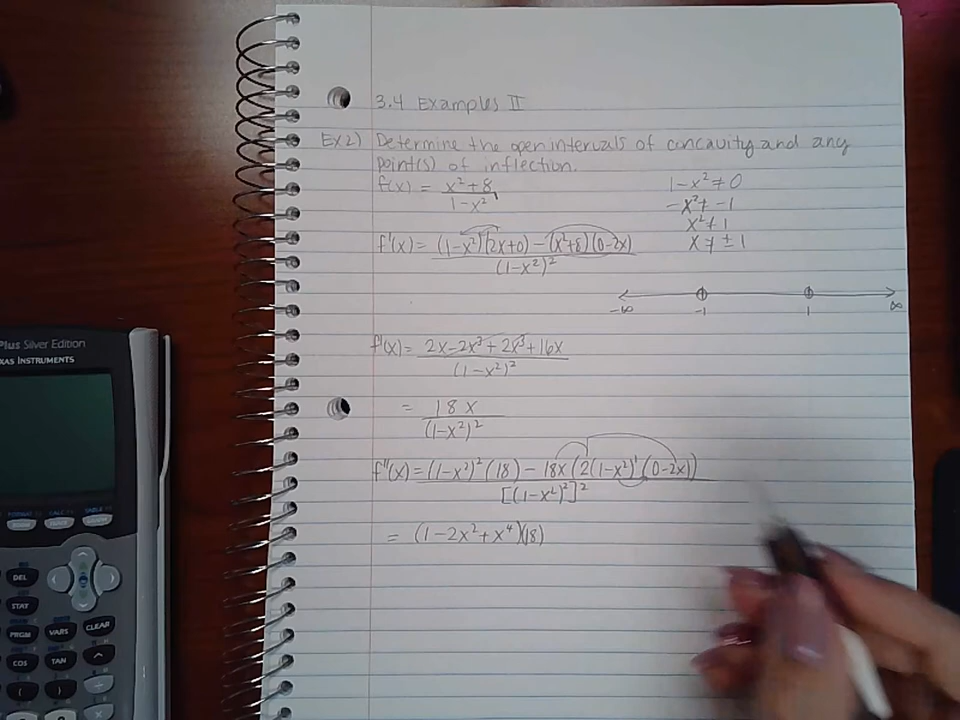 3.4 Examples II
Ex2) Determine the open intervals of concavity and any
point(s) of inflection.
f(x) = x²+8
1-x²
1-x² ≠ 0
-x² ≠ -1
x² ≠ 1
x ≠ ±1
f'(x) = (1-x²)(2x+0) - (x²+8)(0-2x)
(1-x²)²
-∞ -1 1 ∞
f'(x) = 2x-2x³+2x³+16x
(1-x²)²
= 18x
(1-x²)²
f"(x) = (1-x²)²(18) - 18x(2(1-x²)¹(0-2x))
[(1-x²)²]²
= (1-2x²+x⁴)(18)
Plus Silver Edition
TEXAS INSTRUMENTS
DEL
STAT
PRGM VARS CLEAR
COS TAN ^
( )